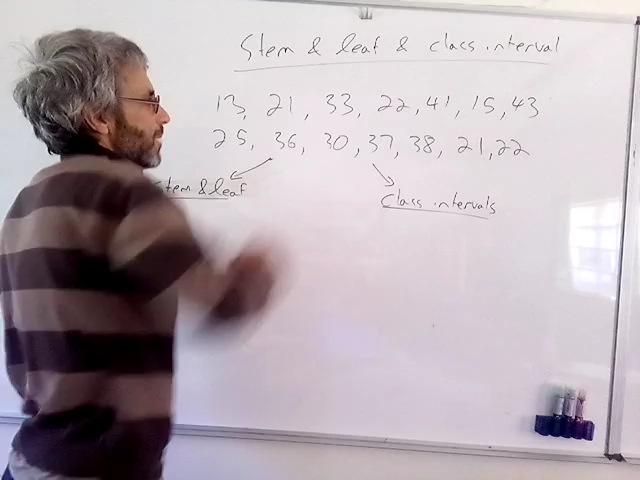 Stem & leaf & class interval
13, 21, 33, 22, 41, 15, 43
25, 36, 30, 37, 38, 21, 22
Stem & leaf
Class intervals